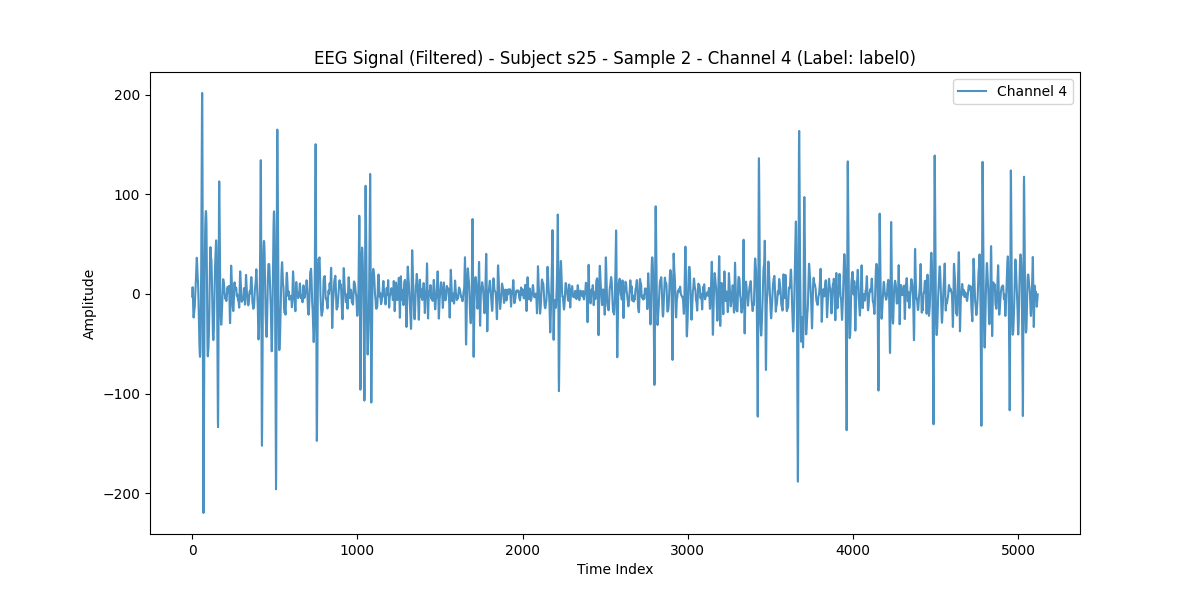 EEG Signal (Filtered) - Subject s25 - Sample 2 - Channel 4 (Label: label0)
Channel 4
200
100
0
−100
−200
Amplitude
0 1000 2000 3000 4000 5000
Time Index